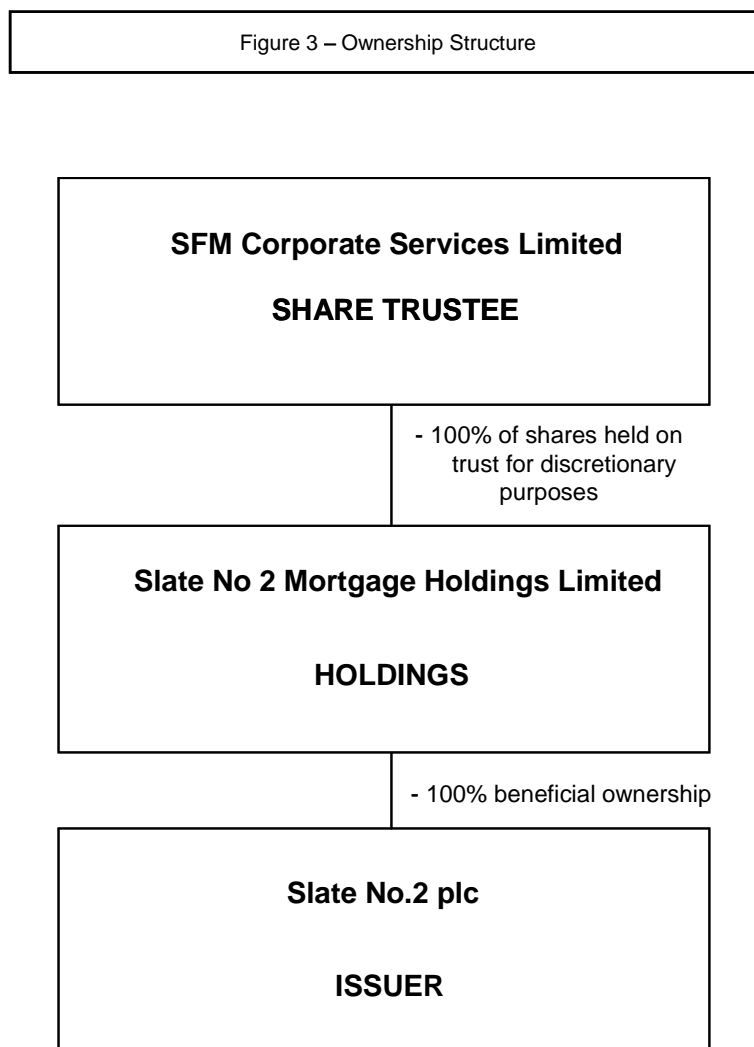 Figure 3 – Ownership Structure
SFM Corporate Services Limited
SHARE TRUSTEE
- 100% of shares held on
trust for discretionary
purposes
Slate No 2 Mortgage Holdings Limited
HOLDINGS
- 100% beneficial ownership
Slate No.2 plc
ISSUER